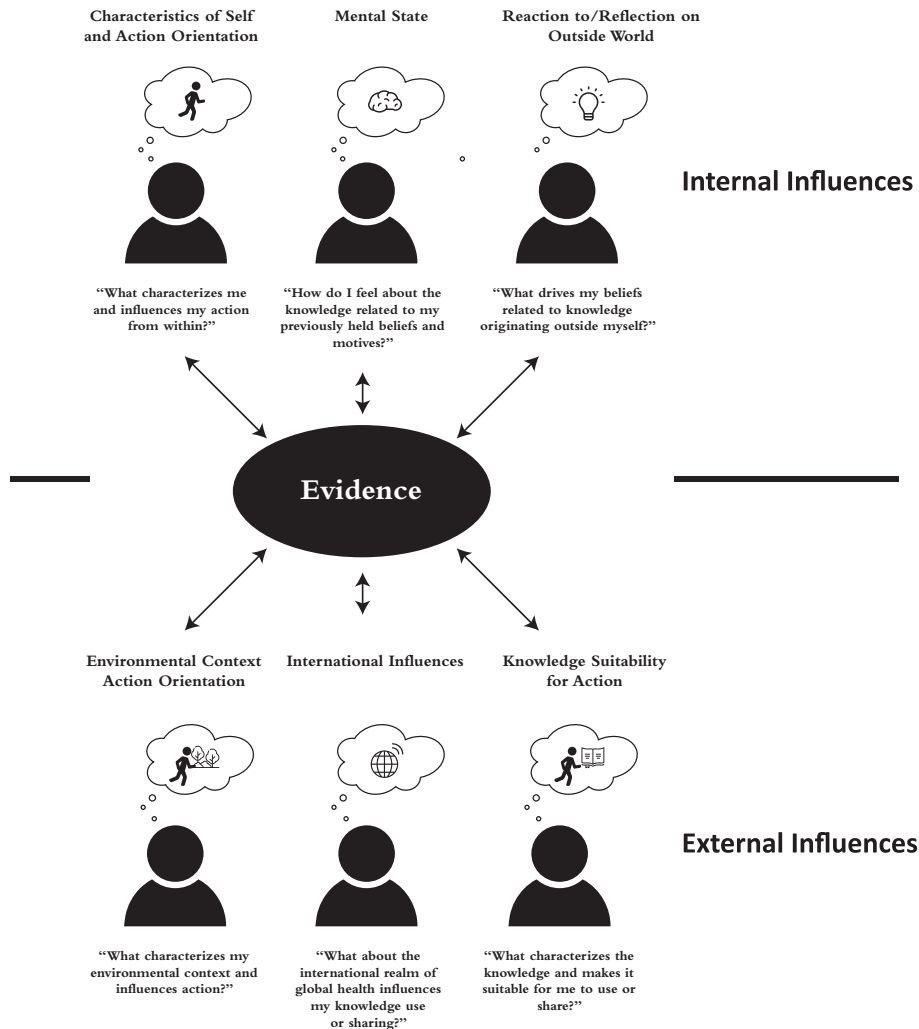 Characteristics of Self
and Action Orientation
Mental State
Reaction to/Reflection on
Outside World
Internal Influences
“What characterizes me
and influences my action
from within?”
“How do I feel about the
knowledge related to my
previously held beliefs and
motives?”
“What drives my beliefs
related to knowledge
originating outside myself?”
Evidence
Environmental Context
Action Orientation
International Influences
Knowledge Suitability
for Action
External Influences
“What characterizes my
environmental context and
influences action?”
“What about the
international realm of
global health influences
my knowledge use
or sharing?”
“What characterizes the
knowledge and makes it
suitable for me to use or
share?”